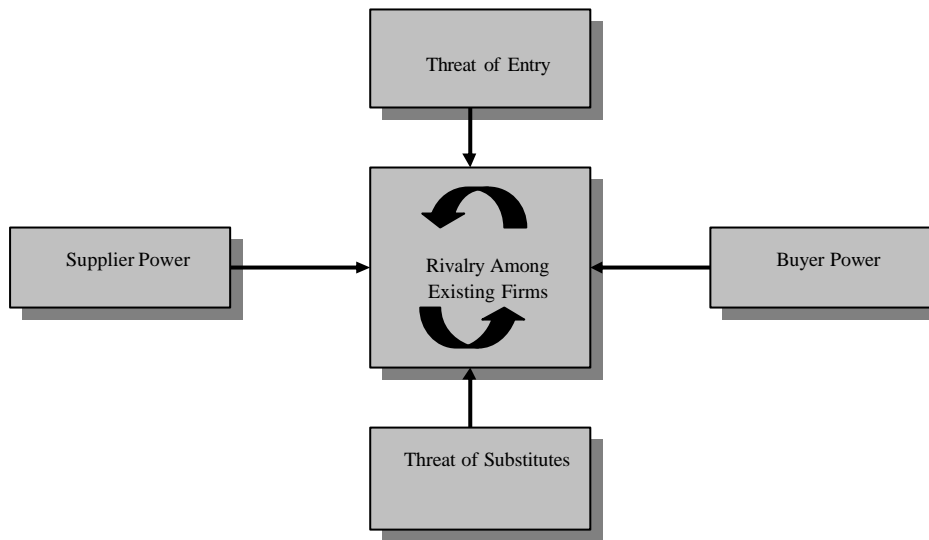 Threat of Entry
Supplier Power
Rivalry Among
Existing Firms
Buyer Power
Threat of Substitutes